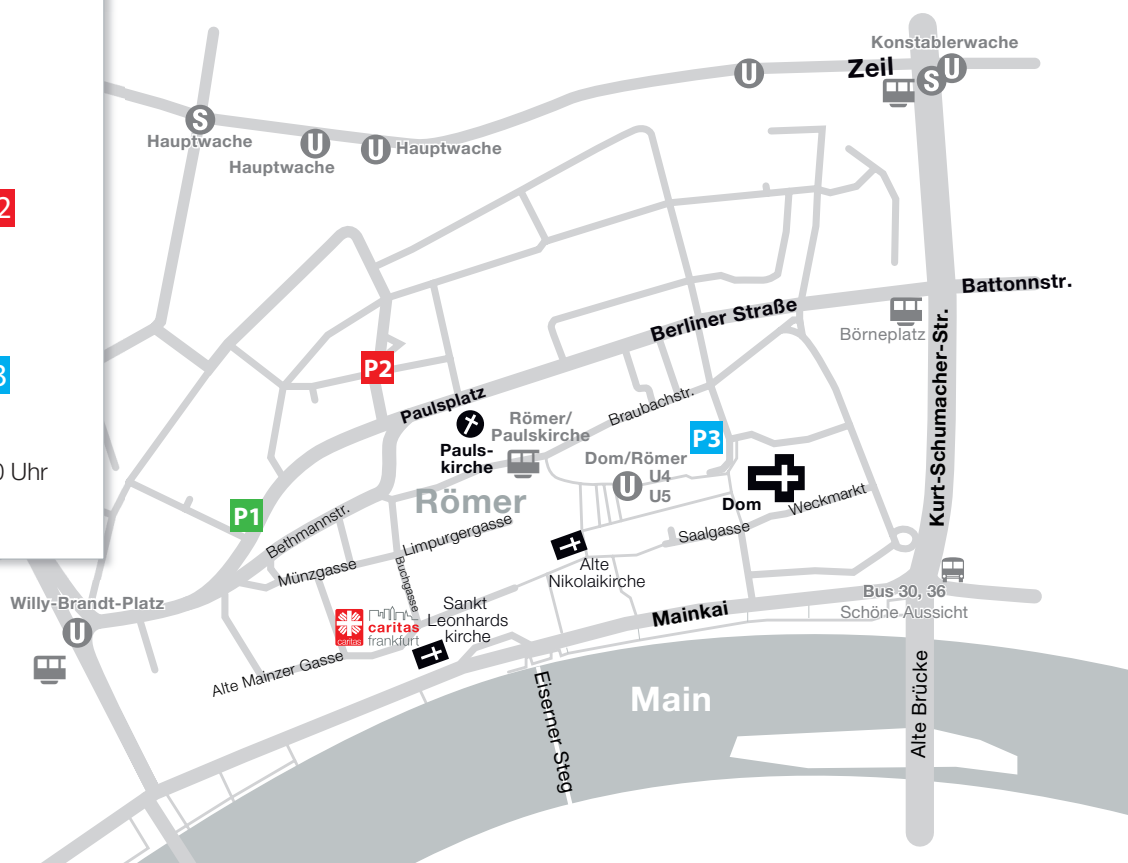 Konstablerwache
Zeil
U
S
U
S
Hauptwache
U
Hauptwache
U
Hauptwache
2
Battonnstr.
Berliner Straße
Börneplatz
Kurt-Schumacher-Str.
P2
3
Paulsplatz
Braubachstr.
Römer/
Paulskirche
Pauls-
kirche
P3
Dom/Römer
U
U4
U5
0 Uhr
Römer
Dom
Weckmarkt
P1
Bethmannstr.
Limpurgergasse
Saalgasse
Münzgasse
Buchgasse
Alte
Nikolaikirche
Willy-Brandt-Platz
U
caritas
caritas
frankfurt
Sankt
Leonhards
kirche
Mainkai
Bus 30, 36
Schöne Aussicht
Alte Mainzer Gasse
Eiserner Steg
Main
Alte Brücke